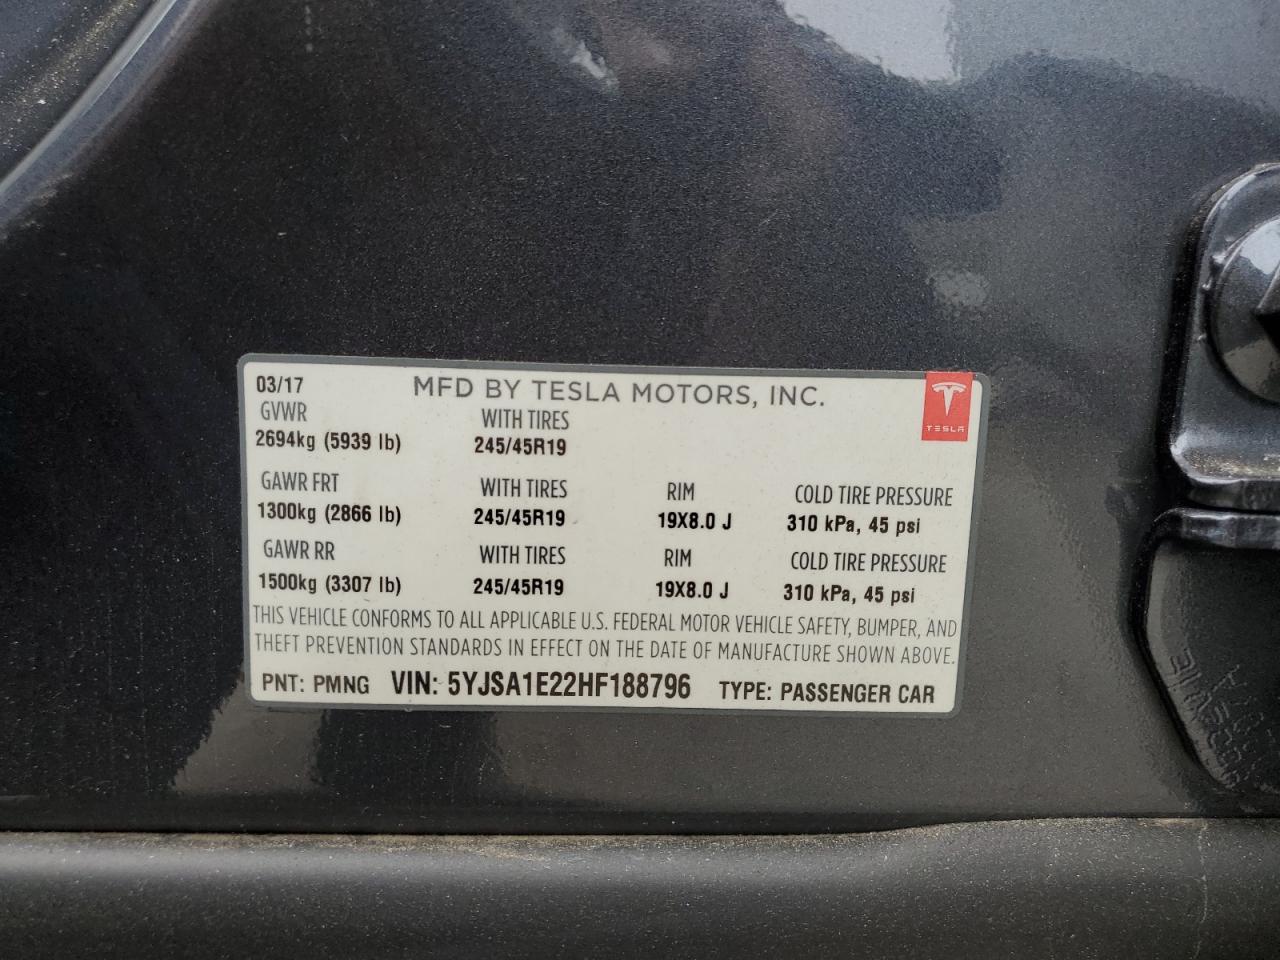 03/17 MFD BY TESLA MOTORS, INC.
TESLA
GVWR WITH TIRES
2694kg (5939 lb) 245/45R19
GAWR FRT WITH TIRES RIM COLD TIRE PRESSURE
1300kg (2866 lb) 245/45R19 19X8.0 J 310 kPa, 45 psi
GAWR RR WITH TIRES RIM COLD TIRE PRESSURE
1500kg (3307 lb) 245/45R19 19X8.0 J 310 kPa, 45 psi
THIS VEHICLE CONFORMS TO ALL APPLICABLE U.S. FEDERAL MOTOR VEHICLE SAFETY, BUMPER, AND
THEFT PREVENTION STANDARDS IN EFFECT ON THE DATE OF MANUFACTURE SHOWN ABOVE.
PNT: PMNG VIN: 5YJSA1E22HF188796 TYPE: PASSENGER CAR